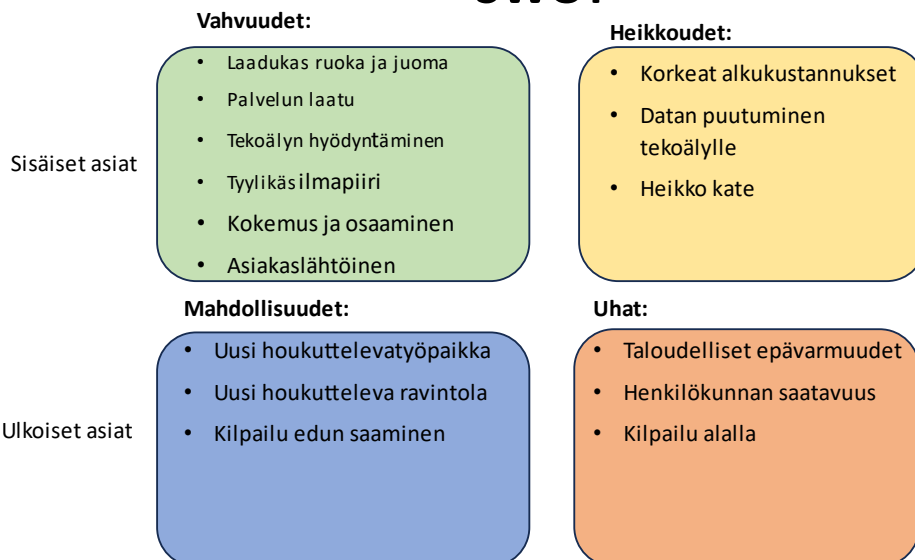 SWOT
Vahvuudet:
• Laadukas ruoka ja juoma
• Palvelun laatu
• Tekoälyn hyödyntäminen
• Tyylikäs ilmapiiri
• Kokemus ja osaaminen
• Asiakaslähtöinen
Heikkoudet:
• Korkeat alkukustannukset
• Datan puutuminen
tekoälylle
• Heikko kate
Sisäiset asiat
Mahdollisuudet:
• Uusi houkuttelevatyöpaikka
• Uusi houkutteleva ravintola
• Kilpailu edun saaminen
Uhat:
• Taloudelliset epävarmuudet
• Henkilökunnan saatavuus
• Kilpailu alalla
Ulkoiset asiat